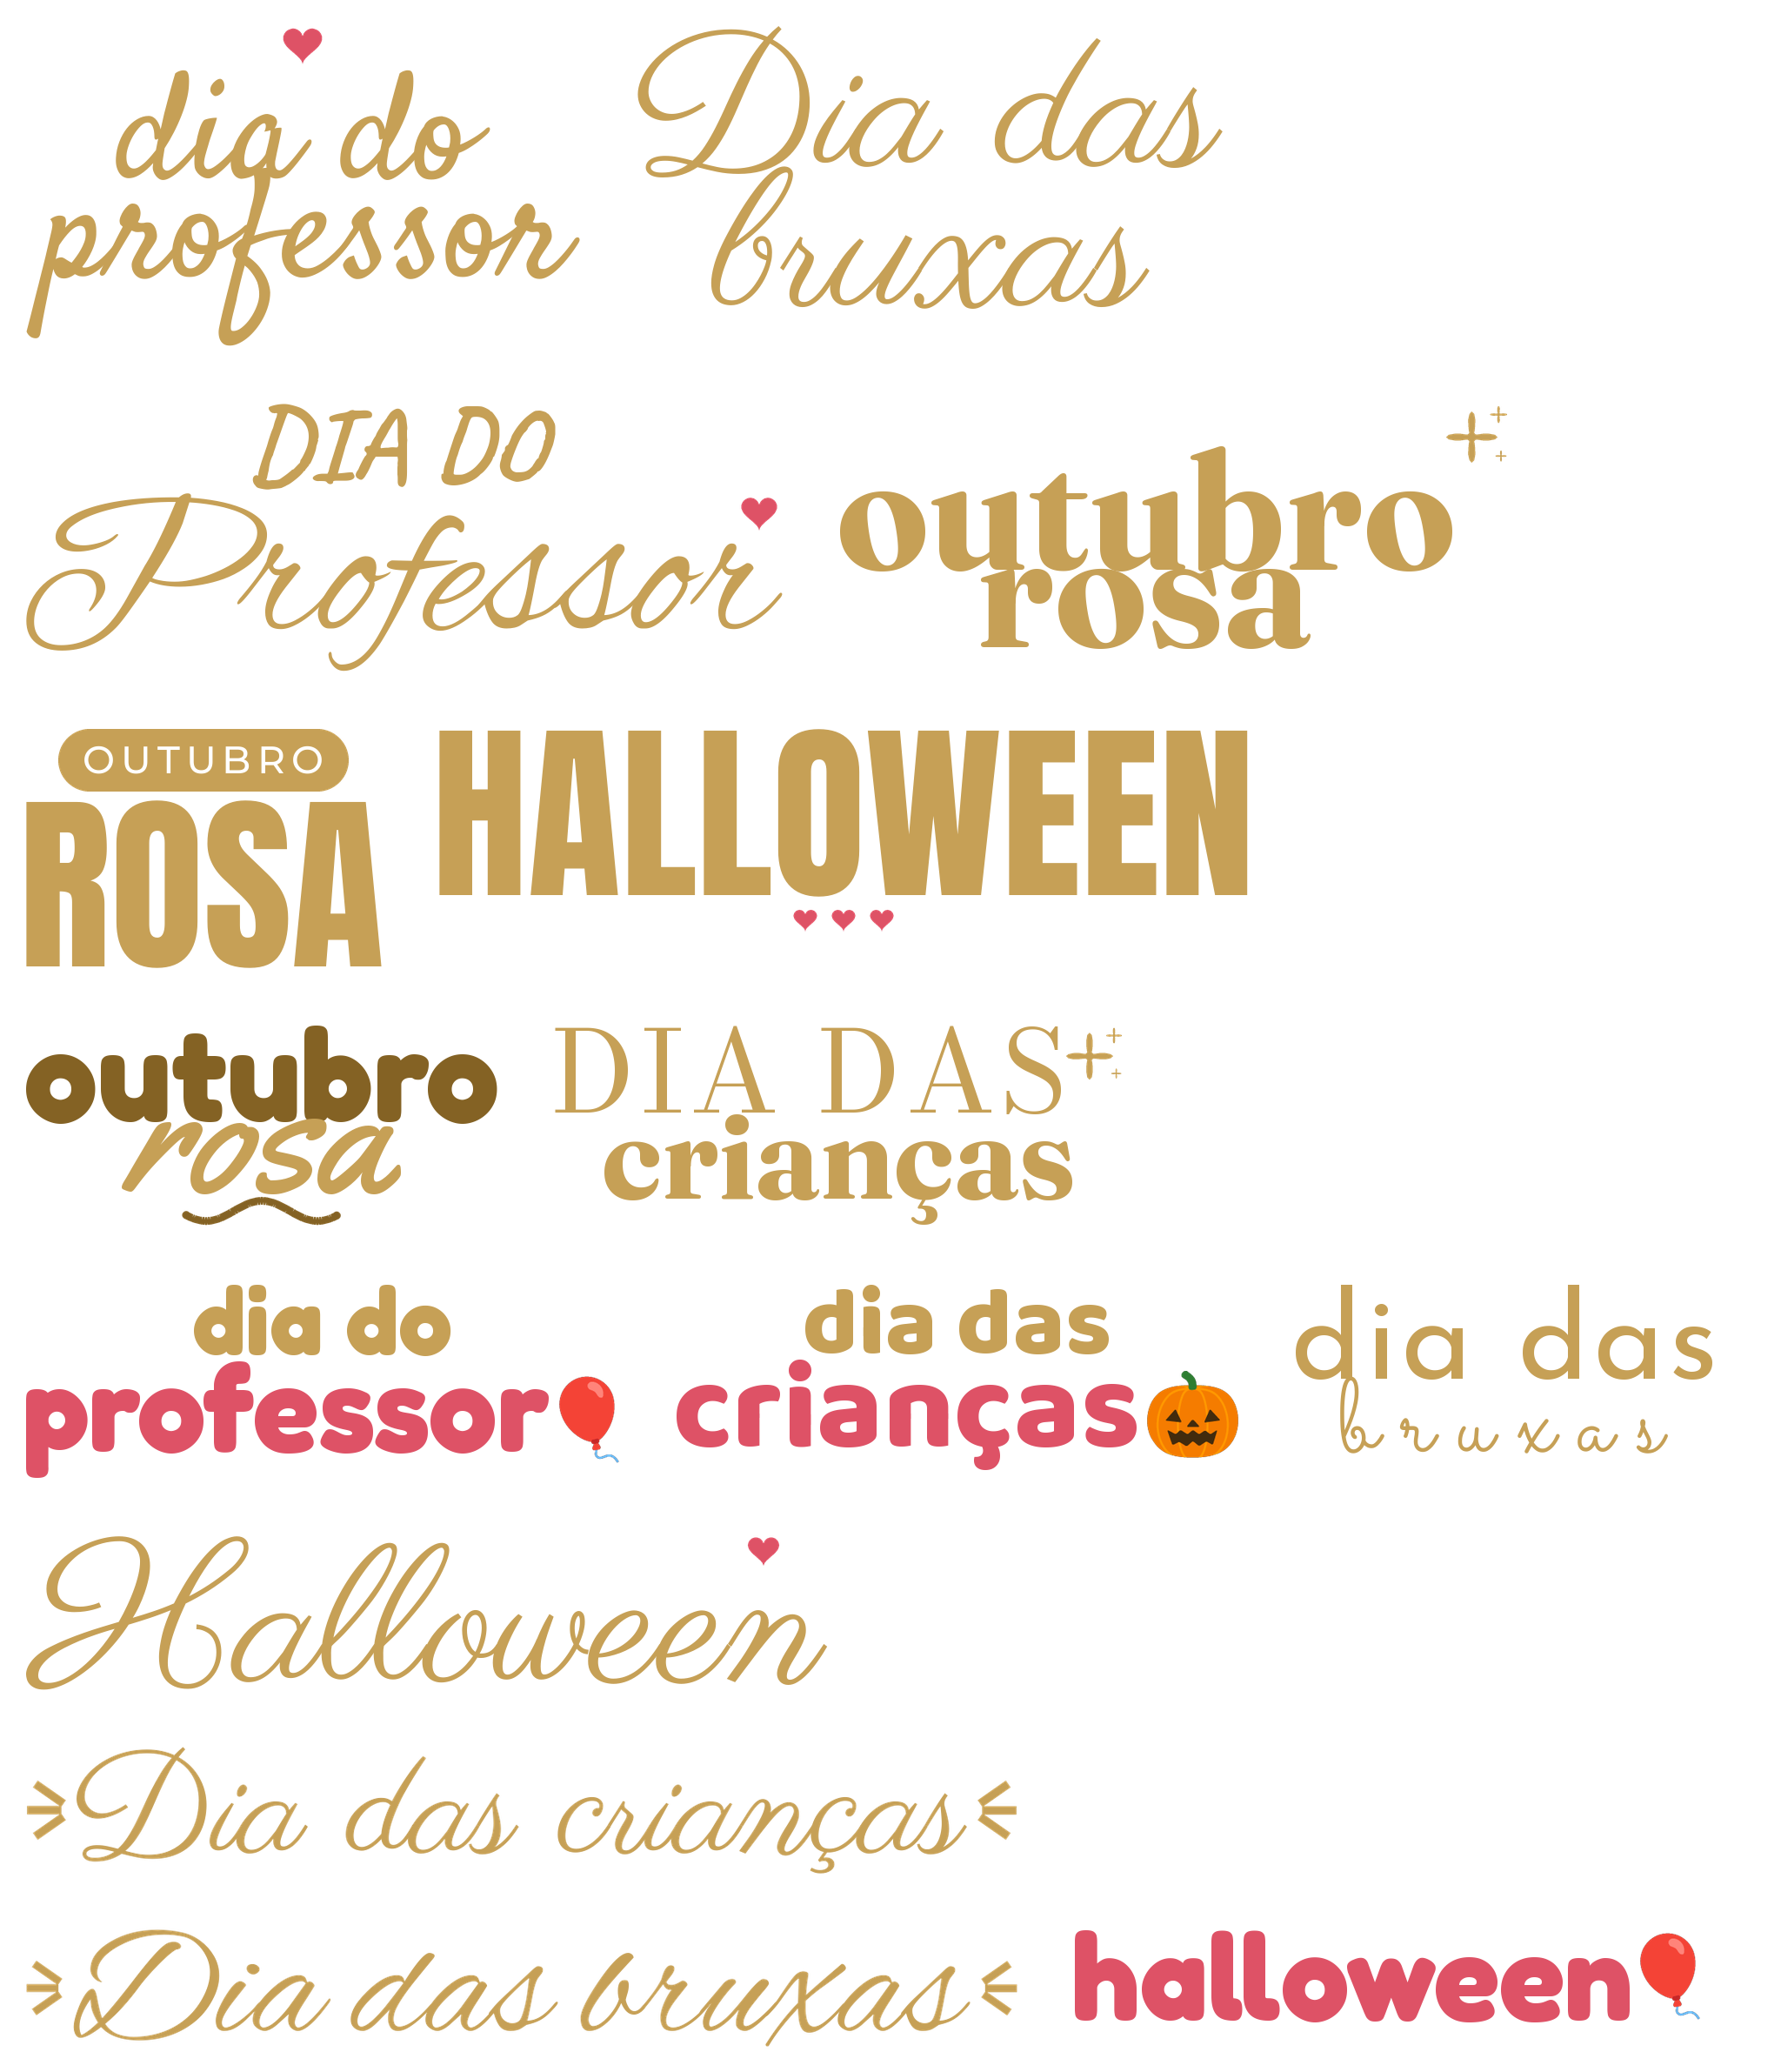 dia do
professor
Dia das
bruxas
DIA DO
Professor
outubro
rosa
OUTUBRO
ROSA
HALLOWEEN
outubro
rosa
DIA DAS
crianças
dia do
professor
dia das
crianças
dia das
bruxas
Halloween
Dia das crianças
Dia das bruxas
halloween